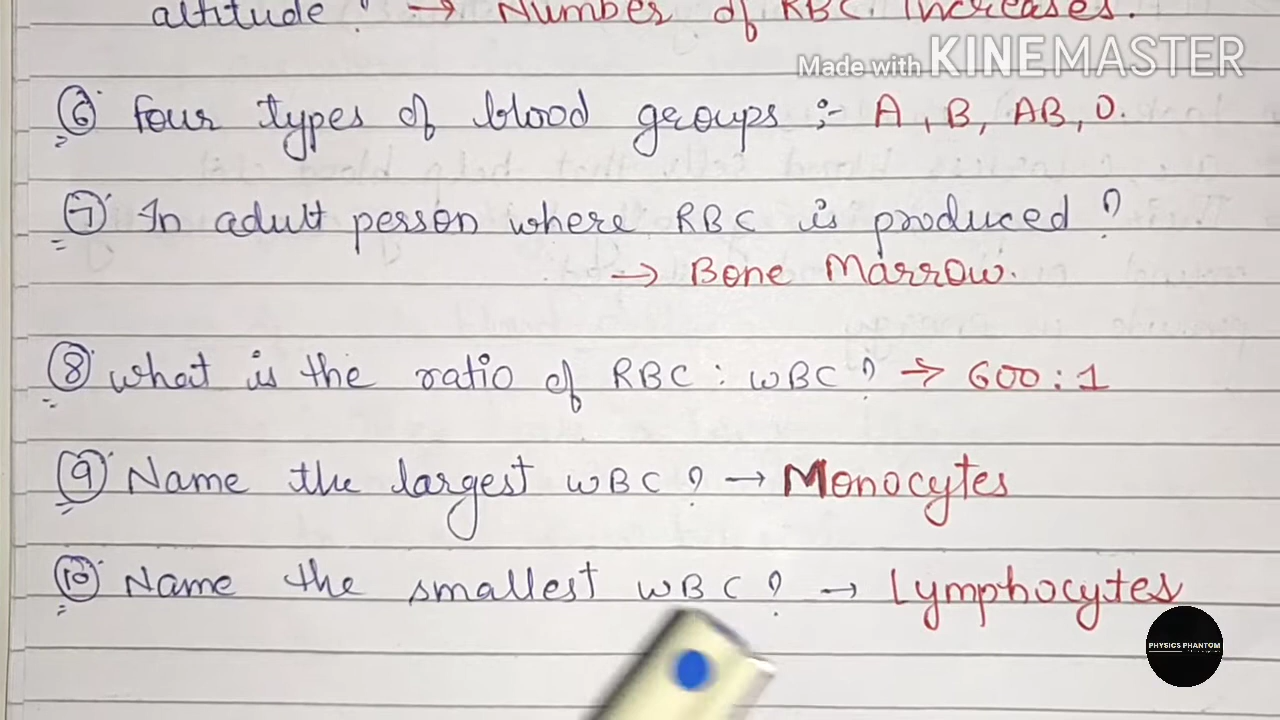 altitude ? → Number of RBC Increases.
Made with KINEMASTER
⑥ Four types of blood groups :- A, B, AB, O.
⑦ In adult person where RBC is produced ?
→ Bone Marrow.
⑧ What is the ratio of RBC : WBC ? → 600 : 1
⑨ Name the largest WBC ? → Monocytes
⑩ Name the smallest WBC ? → Lymphocytes
PHYSICS PHANTOM